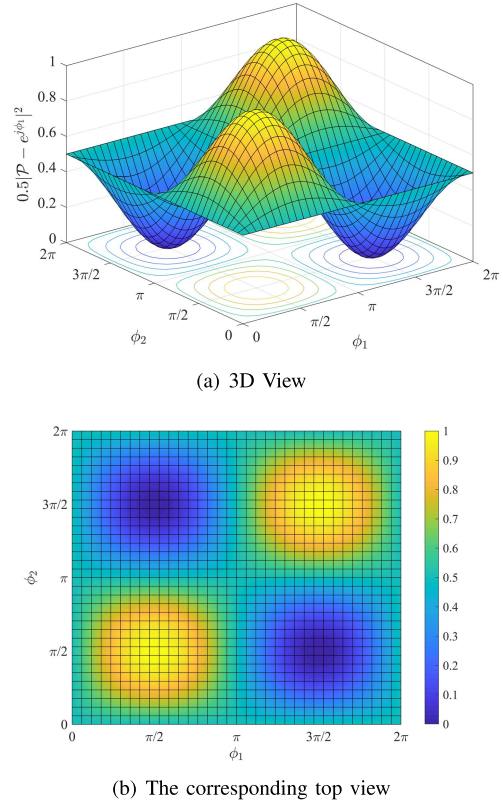 1
0.8
0.6
0.4
0.2
0
0.5|𝒫 − e^{jϕ₁}|²
2π
3π/2
π
π/2
0
ϕ₂
0
π/2
π
3π/2
2π
ϕ₁
(a) 3D View
2π
3π/2
π
π/2
0
ϕ₂
0
π/2
π
3π/2
2π
ϕ₁
1
0.9
0.8
0.7
0.6
0.5
0.4
0.3
0.2
0.1
0
(b) The corresponding top view